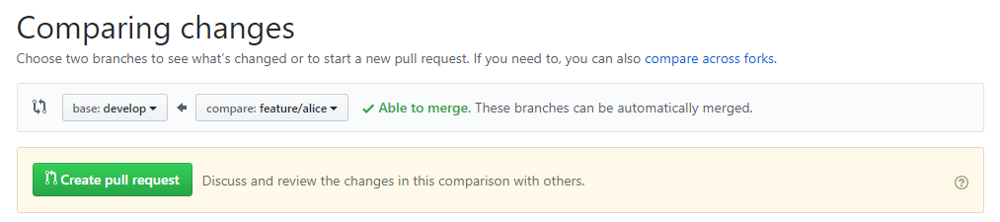 Comparing changes
Choose two branches to see what's changed or to start a new pull request. If you need to, you can also compare across forks.
base: develop compare: feature/alice Able to merge. These branches can be automatically merged.
Create pull request Discuss and review the changes in this comparison with others.